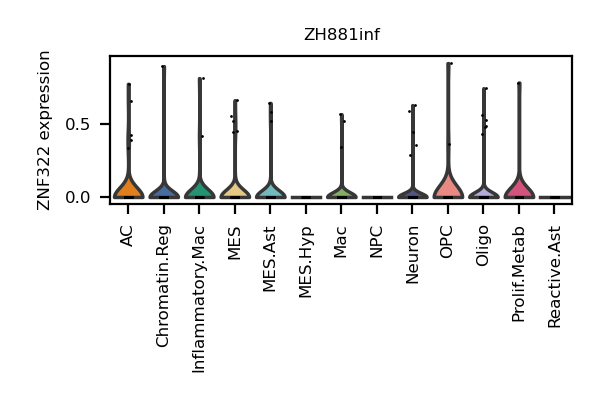 ZH881inf
ZNF322 expression
0.5
0.0
AC
Chromatin.Reg
Inflammatory.Mac
MES
MES.Ast
MES.Hyp
Mac
NPC
Neuron
OPC
Oligo
Prolif.Metab
Reactive.Ast